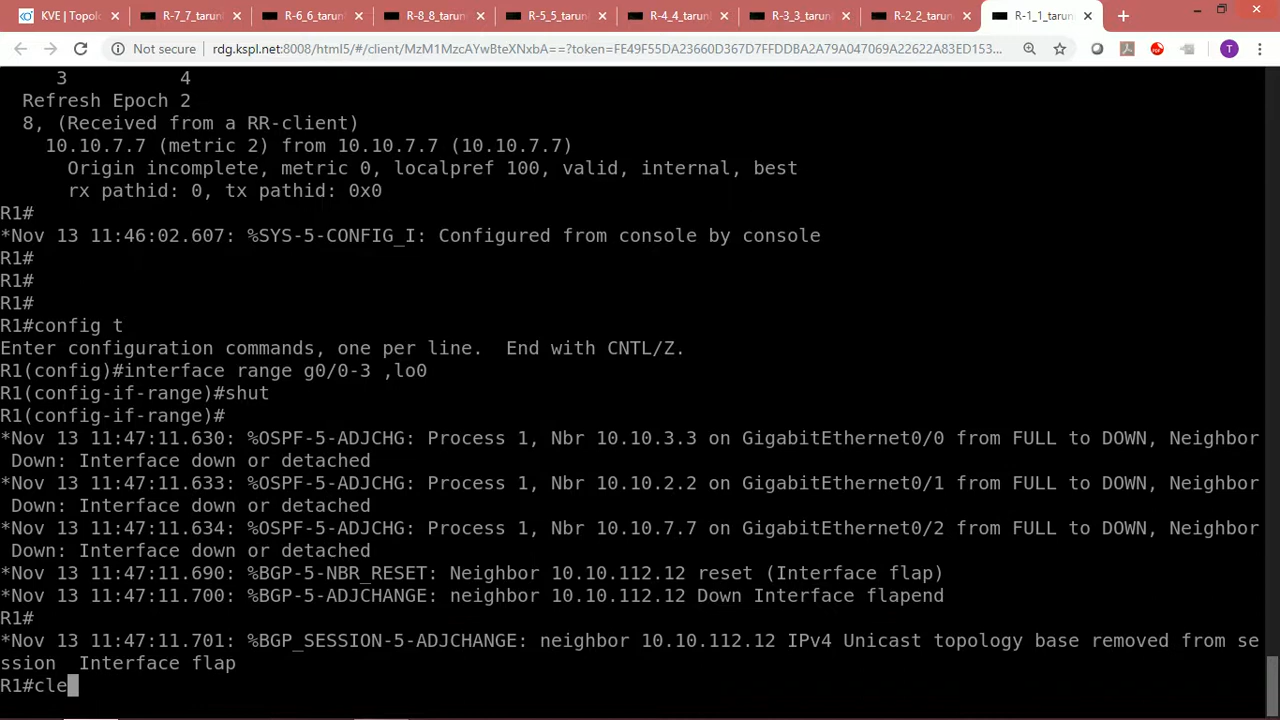 KVE | Topol
R-7_7_tarun
R-6_6_tarun
R-8_8_tarun
R-5_5_tarun
R-4_4_tarun
R-3_3_tarun
R-2_2_tarun
R-1_1_tarun
Not secure
rdg.kspl.net:8008/html5/#/client/MzM1MzcAYwBteXNxbA==?token=FE49F55DA23660D367D7FFDDBA2A79A047069A22622A83ED153...
T
3 4
Refresh Epoch 2
8, (Received from a RR-client)
10.10.7.7 (metric 2) from 10.10.7.7 (10.10.7.7)
Origin incomplete, metric 0, localpref 100, valid, internal, best
rx pathid: 0, tx pathid: 0x0
R1#
*Nov 13 11:46:02.607: %SYS-5-CONFIG_I: Configured from console by console
R1#
R1#
R1#
R1#config t
Enter configuration commands, one per line.  End with CNTL/Z.
R1(config)#interface range g0/0-3 ,lo0
R1(config-if-range)#shut
R1(config-if-range)#
*Nov 13 11:47:11.630: %OSPF-5-ADJCHG: Process 1, Nbr 10.10.3.3 on GigabitEthernet0/0 from FULL to DOWN, Neighbor
Down: Interface down or detached
*Nov 13 11:47:11.633: %OSPF-5-ADJCHG: Process 1, Nbr 10.10.2.2 on GigabitEthernet0/1 from FULL to DOWN, Neighbor
Down: Interface down or detached
*Nov 13 11:47:11.634: %OSPF-5-ADJCHG: Process 1, Nbr 10.10.7.7 on GigabitEthernet0/2 from FULL to DOWN, Neighbor
Down: Interface down or detached
*Nov 13 11:47:11.690: %BGP-5-NBR_RESET: Neighbor 10.10.112.12 reset (Interface flap)
*Nov 13 11:47:11.700: %BGP-5-ADJCHANGE: neighbor 10.10.112.12 Down Interface flapend
R1#
*Nov 13 11:47:11.701: %BGP_SESSION-5-ADJCHANGE: neighbor 10.10.112.12 IPv4 Unicast topology base removed from se
ssion  Interface flap
R1#cle